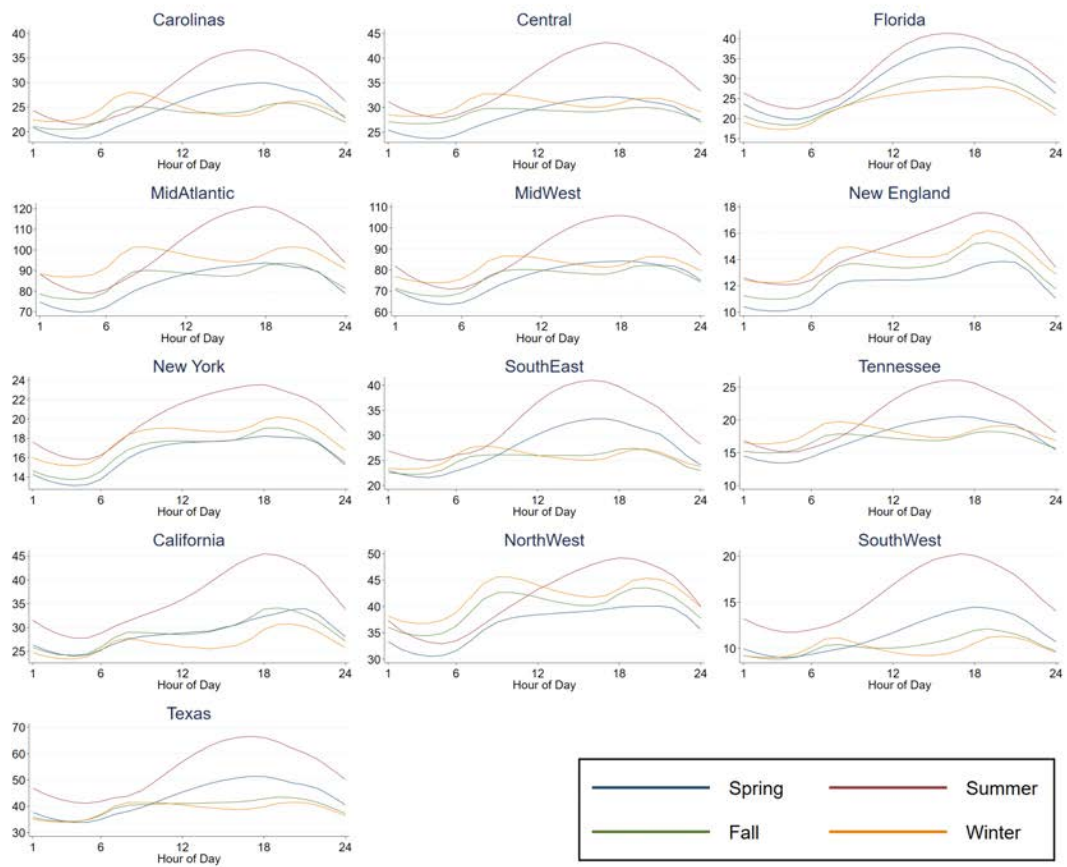 Carolinas
40
35
30
25
20
1 6 12 18 24
Hour of Day
Central
45
40
35
30
25
1 6 12 18 24
Hour of Day
Florida
40
35
30
25
20
15
1 6 12 18 24
Hour of Day
MidAtlantic
120
110
100
90
80
70
1 6 12 18 24
Hour of Day
MidWest
110
100
90
80
70
60
1 6 12 18 24
Hour of Day
New England
18
16
14
12
10
1 6 12 18 24
Hour of Day
New York
24
22
20
18
16
14
1 6 12 18 24
Hour of Day
SouthEast
40
35
30
25
20
1 6 12 18 24
Hour of Day
Tennessee
25
20
15
10
1 6 12 18 24
Hour of Day
California
45
40
35
30
25
1 6 12 18 24
Hour of Day
NorthWest
50
45
40
35
30
1 6 12 18 24
Hour of Day
SouthWest
20
15
10
1 6 12 18 24
Hour of Day
Texas
70
60
50
40
30
1 6 12 18 24
Hour of Day
Spring Summer
Fall Winter